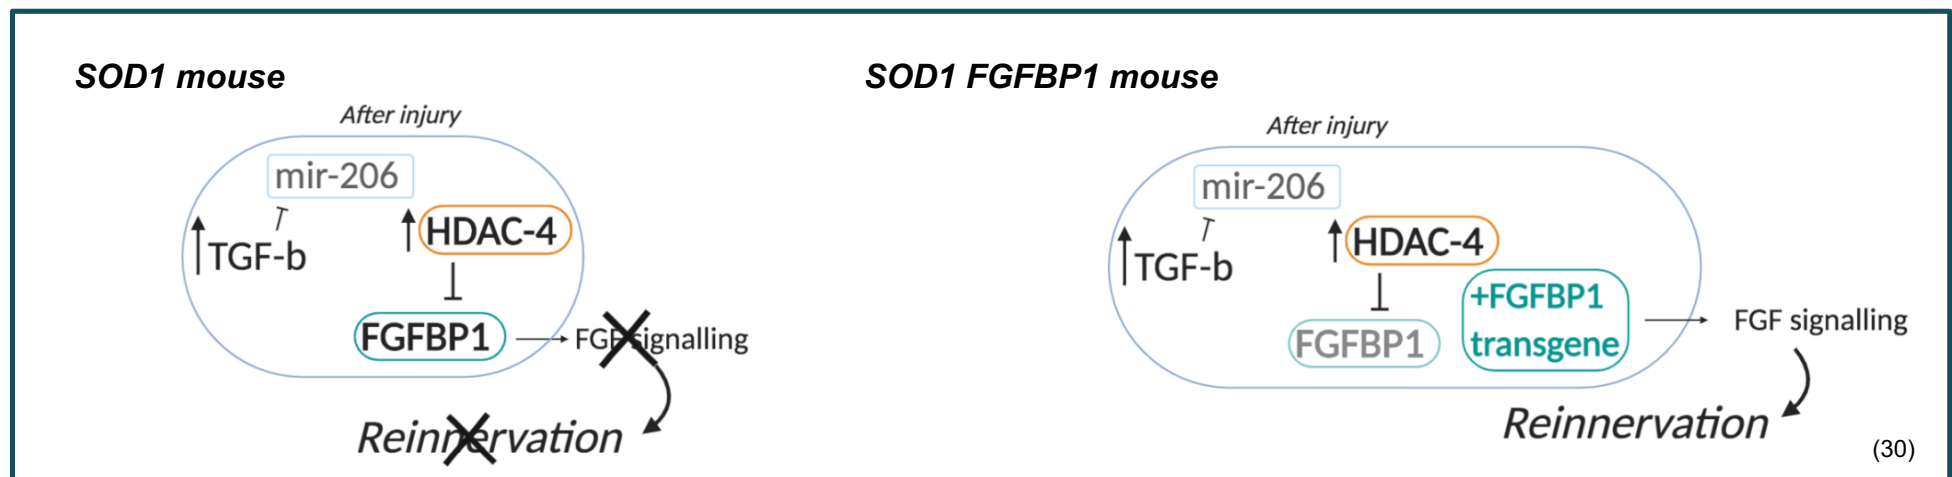 SOD1 mouse
After injury
mir-206
TGF-b
HDAC-4
FGFBP1
FGF signalling
Reinnervation
SOD1 FGFBP1 mouse
After injury
mir-206
TGF-b
HDAC-4
FGFBP1
+FGFBP1
transgene
FGF signalling
Reinnervation
(30)